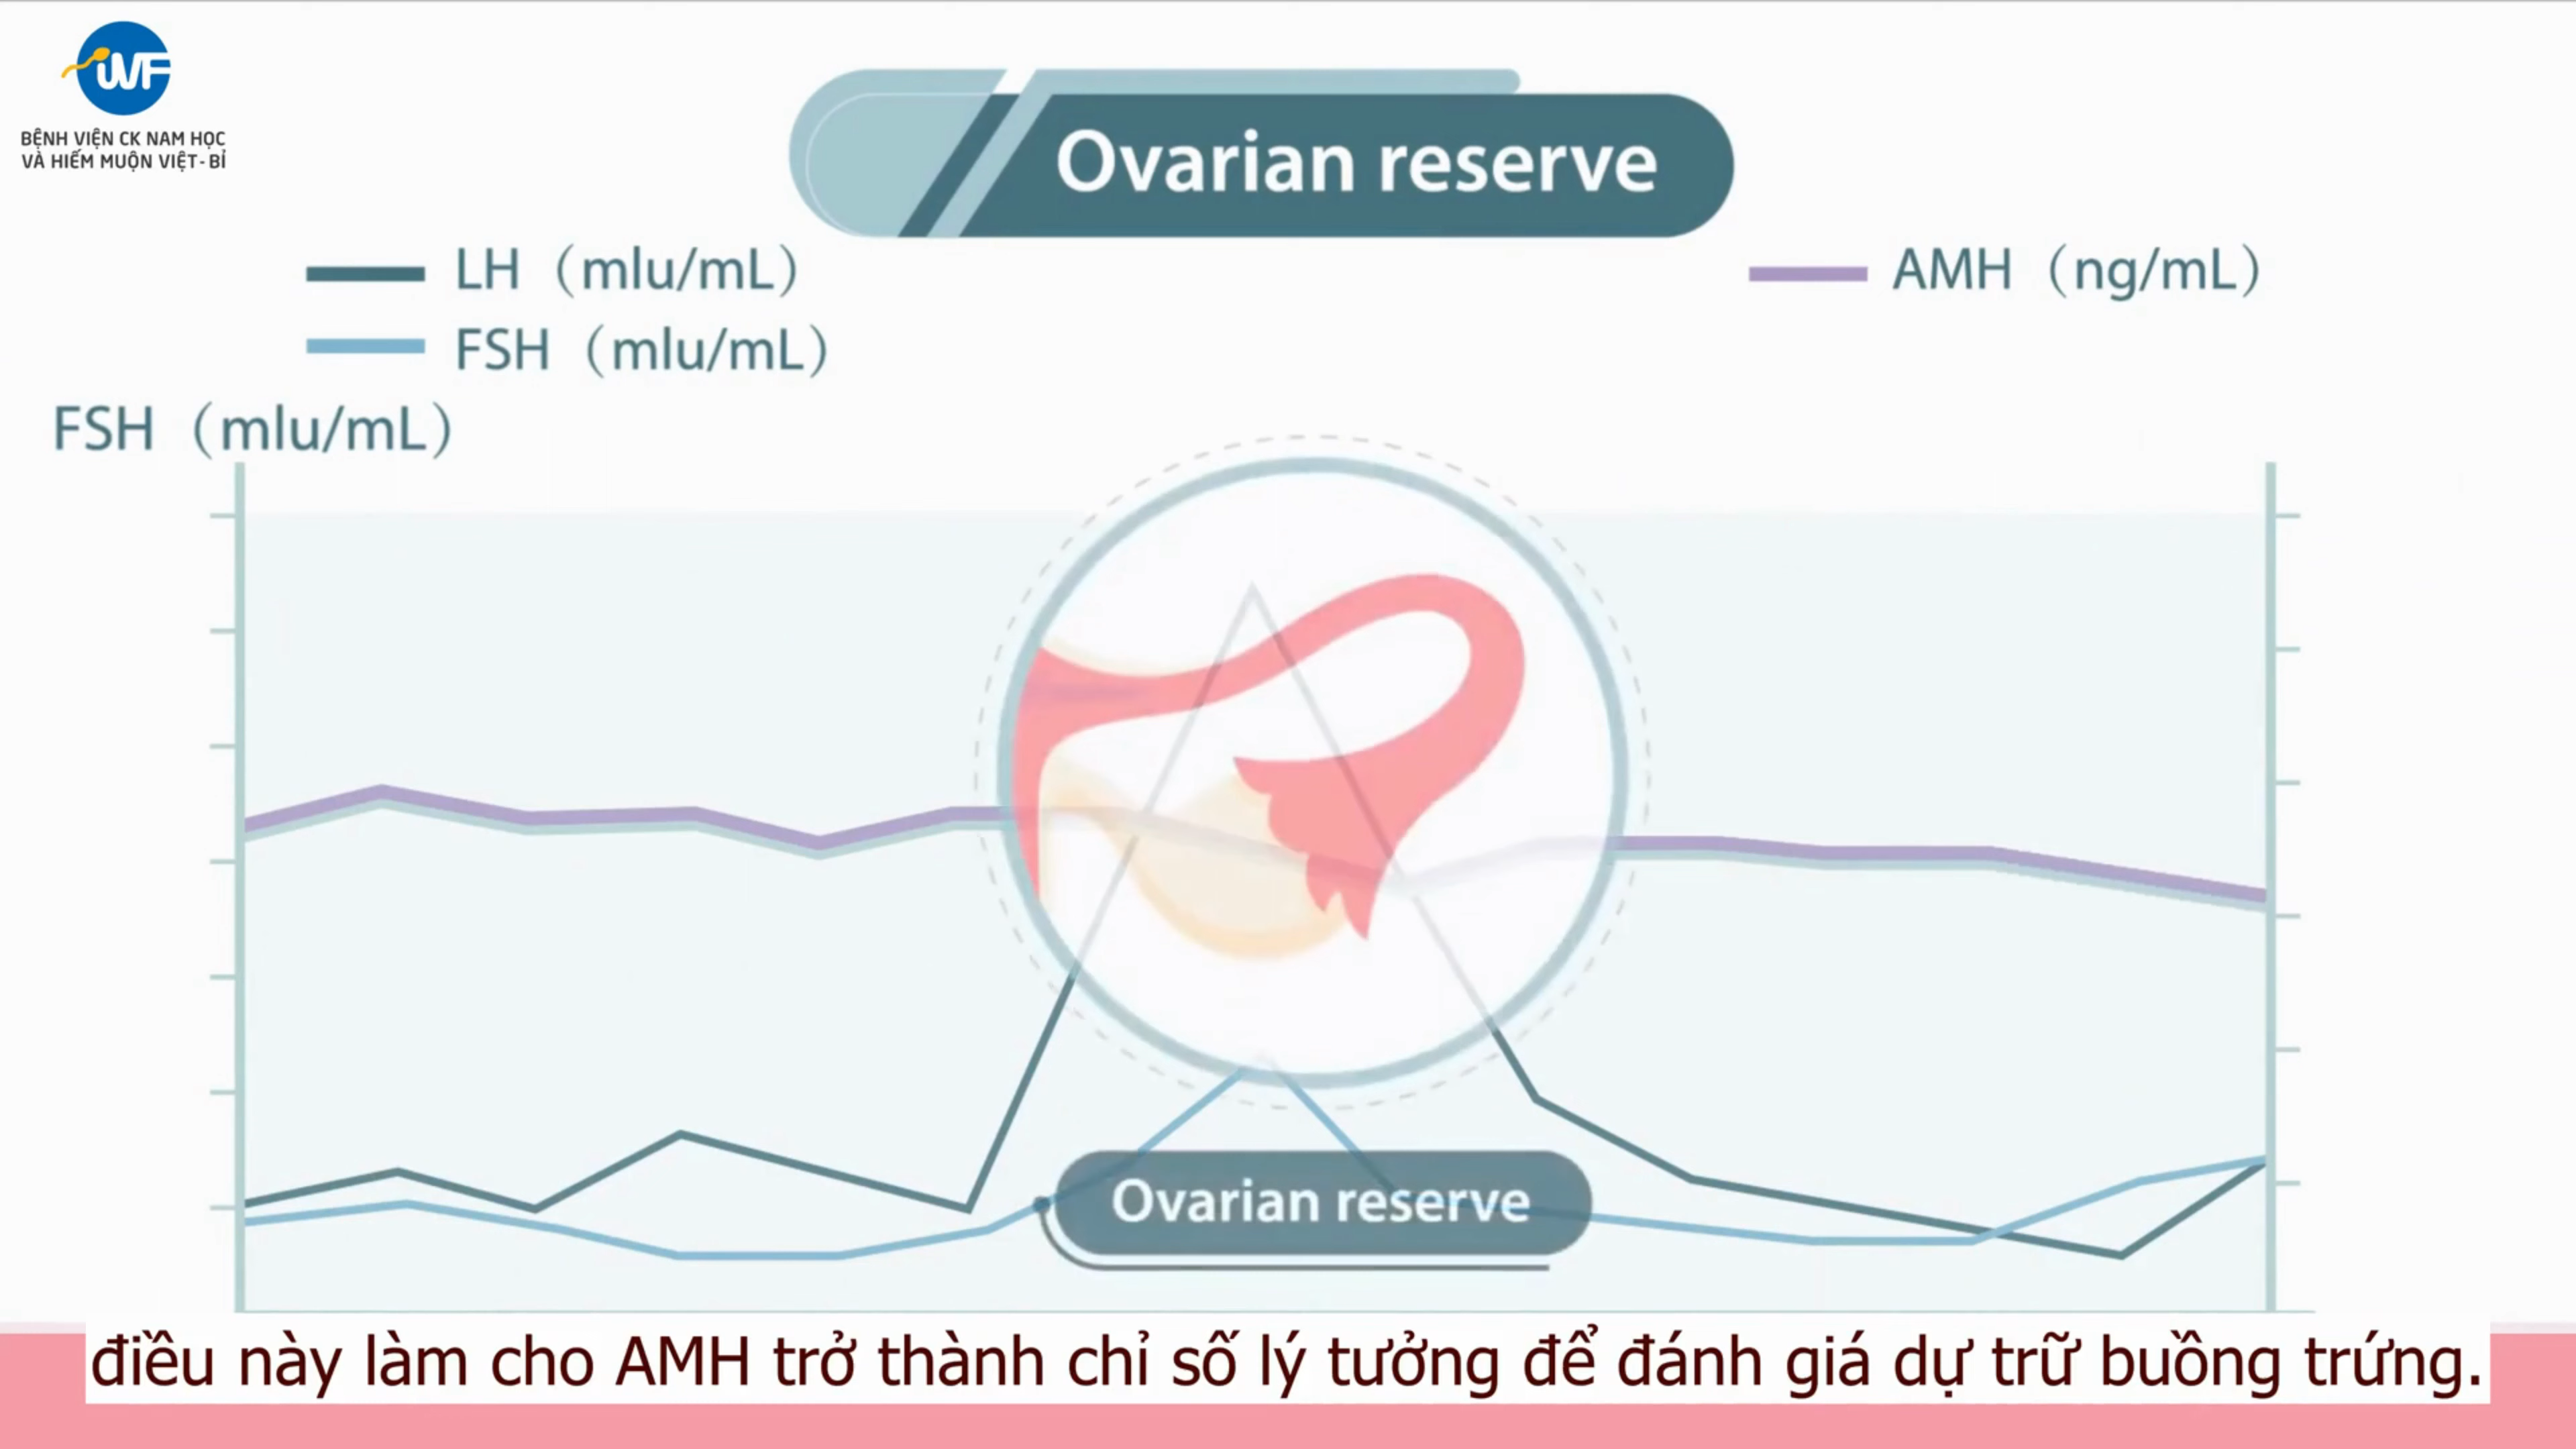 iVF
BỆNH VIỆN CK NAM HỌC
VÀ HIẾM MUỘN VIỆT-BỈ
Ovarian reserve
LH（mlu/mL）
AMH（ng/mL）
FSH（mlu/mL）
FSH（mlu/mL）
Ovarian reserve
điều này làm cho AMH trở thành chỉ số lý tưởng để đánh giá dự trữ buồng trứng.